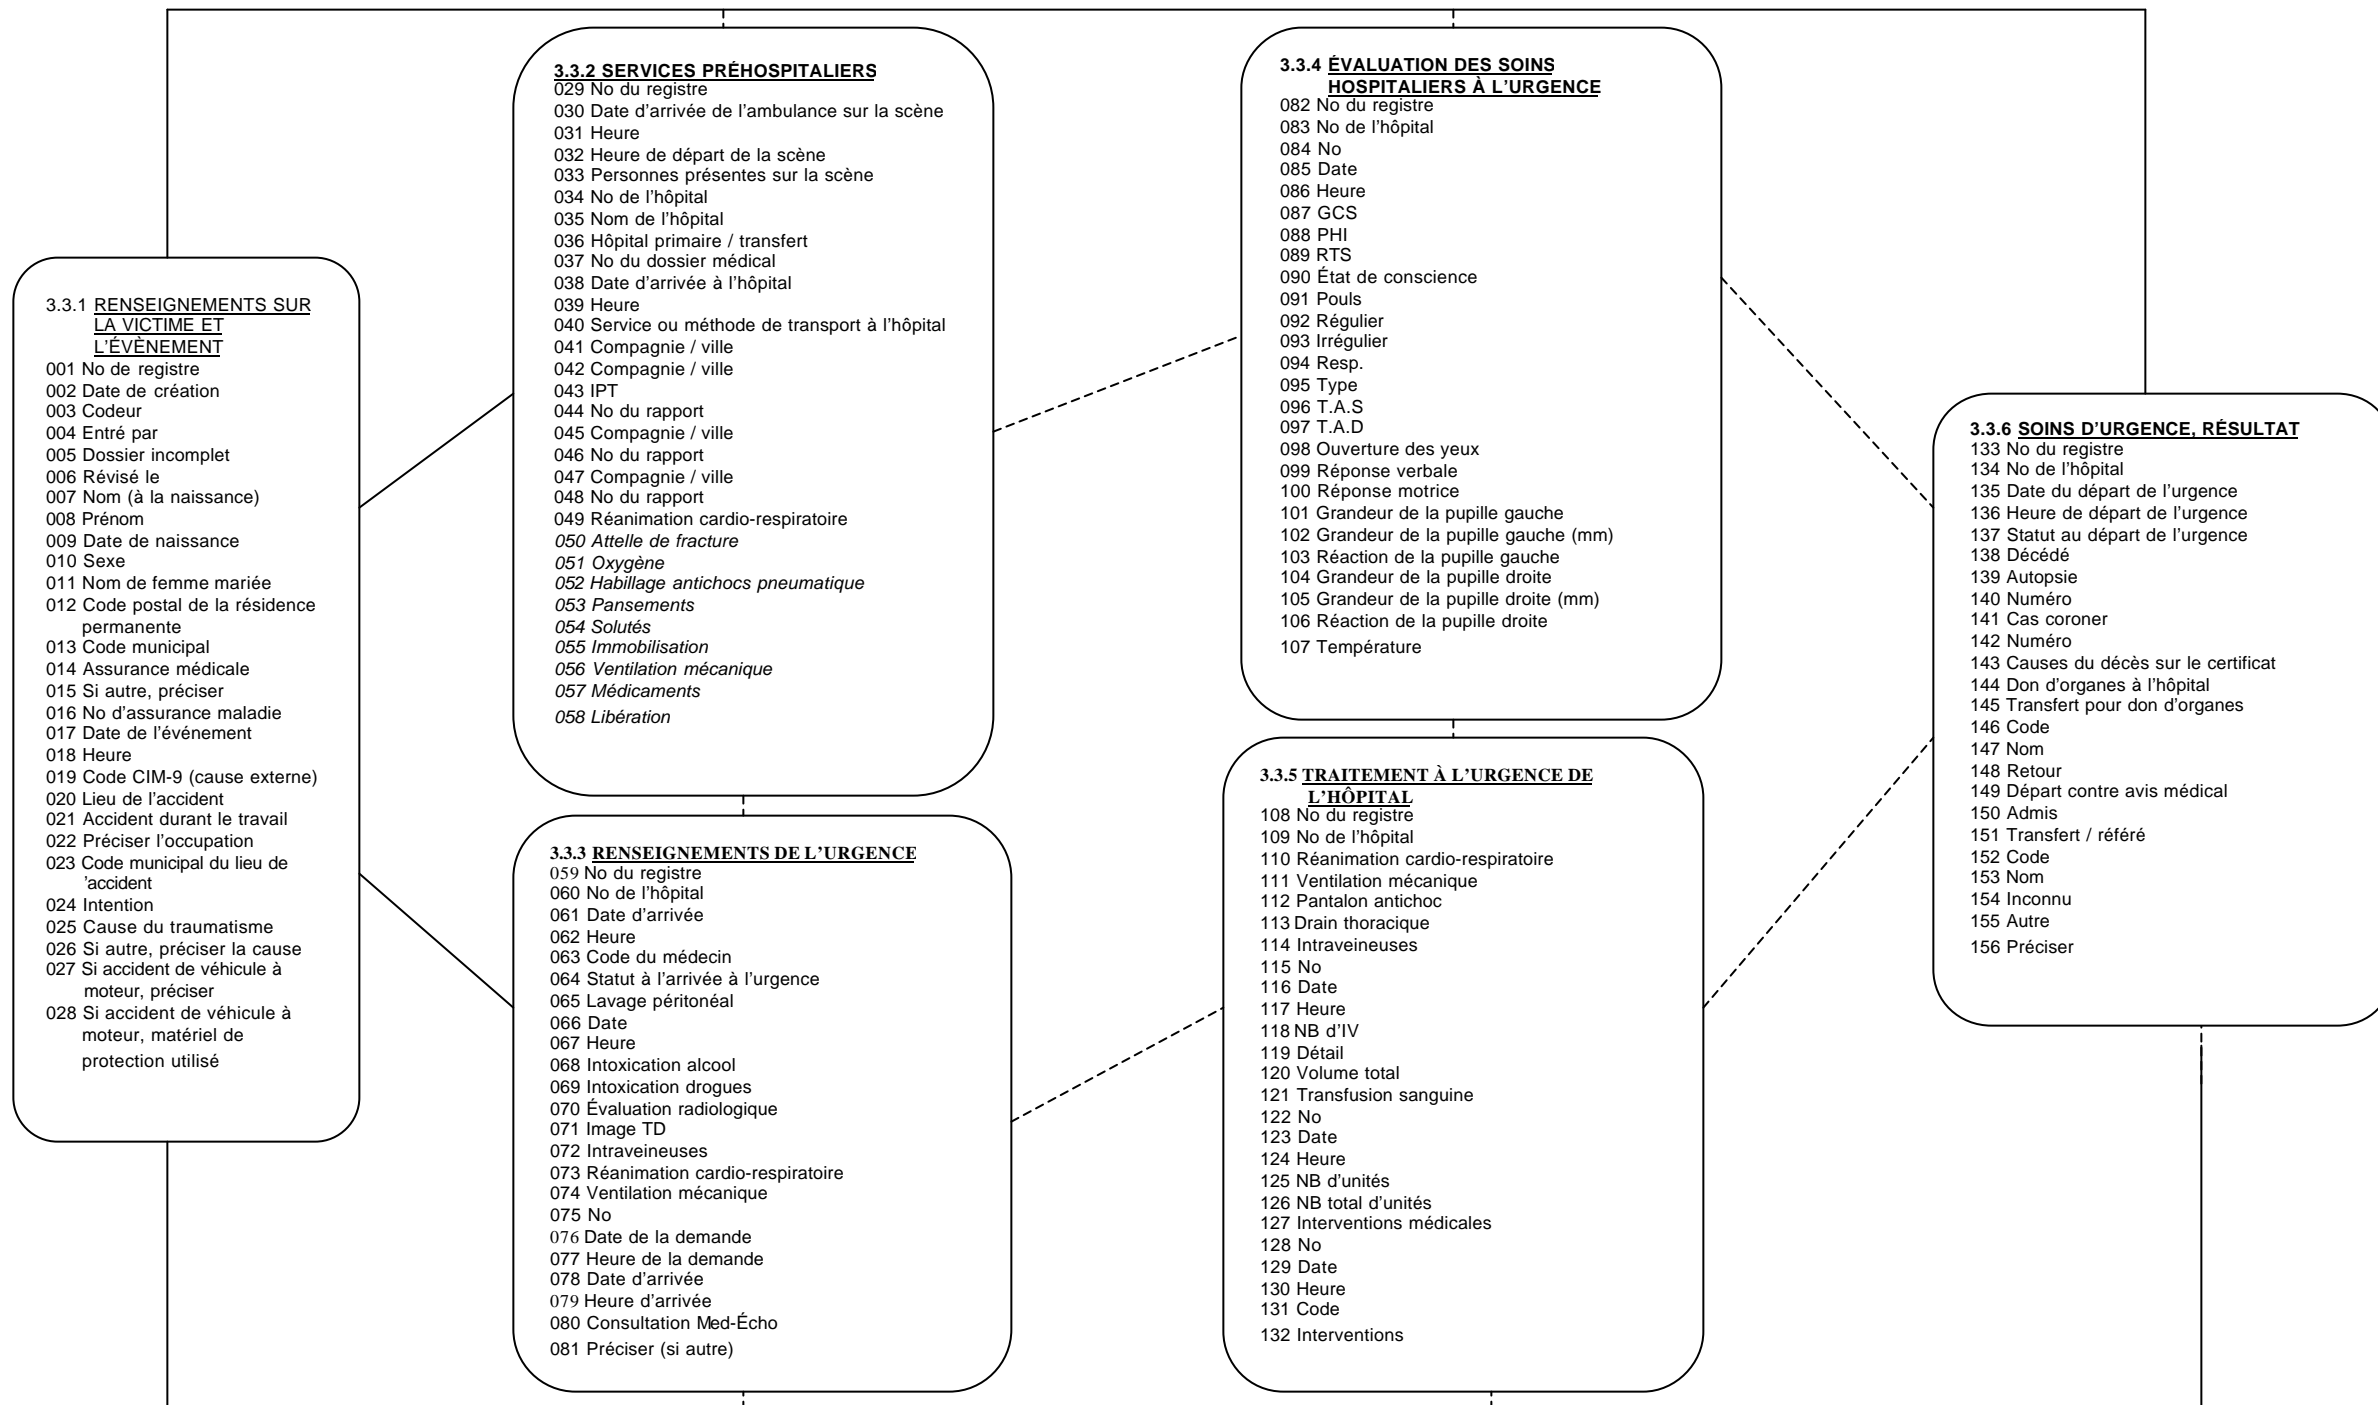 3.3.1 RENSEIGNEMENTS SUR
LA VICTIME ET
L'ÉVÈNEMENT
001 No de registre
002 Date de création
003 Codeur
004 Entré par
005 Dossier incomplet
006 Révisé le
007 Nom (à la naissance)
008 Prénom
009 Date de naissance
010 Sexe
011 Nom de femme mariée
012 Code postal de la résidence
permanente
013 Code municipal
014 Assurance médicale
015 Si autre, préciser
016 No d'assurance maladie
017 Date de l'événement
018 Heure
019 Code CIM-9 (cause externe)
020 Lieu de l'accident
021 Accident durant le travail
022 Préciser l'occupation
023 Code municipal du lieu de
'accident
024 Intention
025 Cause du traumatisme
026 Si autre, préciser la cause
027 Si accident de véhicule à
moteur, préciser
028 Si accident de véhicule à
moteur, matériel de
protection utilisé
3.3.2 SERVICES PRÉHOSPITALIERS
029 No du registre
030 Date d'arrivée de l'ambulance sur la scène
031 Heure
032 Heure de départ de la scène
033 Personnes présentes sur la scène
034 No de l'hôpital
035 Nom de l'hôpital
036 Hôpital primaire / transfert
037 No du dossier médical
038 Date d'arrivée à l'hôpital
039 Heure
040 Service ou méthode de transport à l'hôpital
041 Compagnie / ville
042 Compagnie / ville
043 IPT
044 No du rapport
045 Compagnie / ville
046 No du rapport
047 Compagnie / ville
048 No du rapport
049 Réanimation cardio-respiratoire
050 Attelle de fracture
051 Oxygène
052 Habillage antichocs pneumatique
053 Pansements
054 Solutés
055 Immobilisation
056 Ventilation mécanique
057 Médicaments
058 Libération
3.3.3 RENSEIGNEMENTS DE L'URGENCE
059 No du registre
060 No de l'hôpital
061 Date d'arrivée
062 Heure
063 Code du médecin
064 Statut à l'arrivée à l'urgence
065 Lavage péritonéal
066 Date
067 Heure
068 Intoxication alcool
069 Intoxication drogues
070 Évaluation radiologique
071 Image TD
072 Intraveineuses
073 Réanimation cardio-respiratoire
074 Ventilation mécanique
075 No
076 Date de la demande
077 Heure de la demande
078 Date d'arrivée
079 Heure d'arrivée
080 Consultation Med-Écho
081 Préciser (si autre)
3.3.4 ÉVALUATION DES SOINS
HOSPITALIERS À L'URGENCE
082 No du registre
083 No de l'hôpital
084 No
085 Date
086 Heure
087 GCS
088 PHI
089 RTS
090 État de conscience
091 Pouls
092 Régulier
093 Irrégulier
094 Resp.
095 Type
096 T.A.S
097 T.A.D
098 Ouverture des yeux
099 Réponse verbale
100 Réponse motrice
101 Grandeur de la pupille gauche
102 Grandeur de la pupille gauche (mm)
103 Réaction de la pupille gauche
104 Grandeur de la pupille droite
105 Grandeur de la pupille droite (mm)
106 Réaction de la pupille droite
107 Température
3.3.5 TRAITEMENT À L'URGENCE DE
L'HÔPITAL
108 No du registre
109 No de l'hôpital
110 Réanimation cardio-respiratoire
111 Ventilation mécanique
112 Pantalon antichoc
113 Drain thoracique
114 Intraveineuses
115 No
116 Date
117 Heure
118 NB d'IV
119 Détail
120 Volume total
121 Transfusion sanguine
122 No
123 Date
124 Heure
125 NB d'unités
126 NB total d'unités
127 Interventions médicales
128 No
129 Date
130 Heure
131 Code
132 Interventions
3.3.6 SOINS D'URGENCE, RÉSULTAT
133 No du registre
134 No de l'hôpital
135 Date du départ de l'urgence
136 Heure de départ de l'urgence
137 Statut au départ de l'urgence
138 Décédé
139 Autopsie
140 Numéro
141 Cas coroner
142 Numéro
143 Causes du décès sur le certificat
144 Don d'organes à l'hôpital
145 Transfert pour don d'organes
146 Code
147 Nom
148 Retour
149 Départ contre avis médical
150 Admis
151 Transfert / référé
152 Code
153 Nom
154 Inconnu
155 Autre
156 Préciser